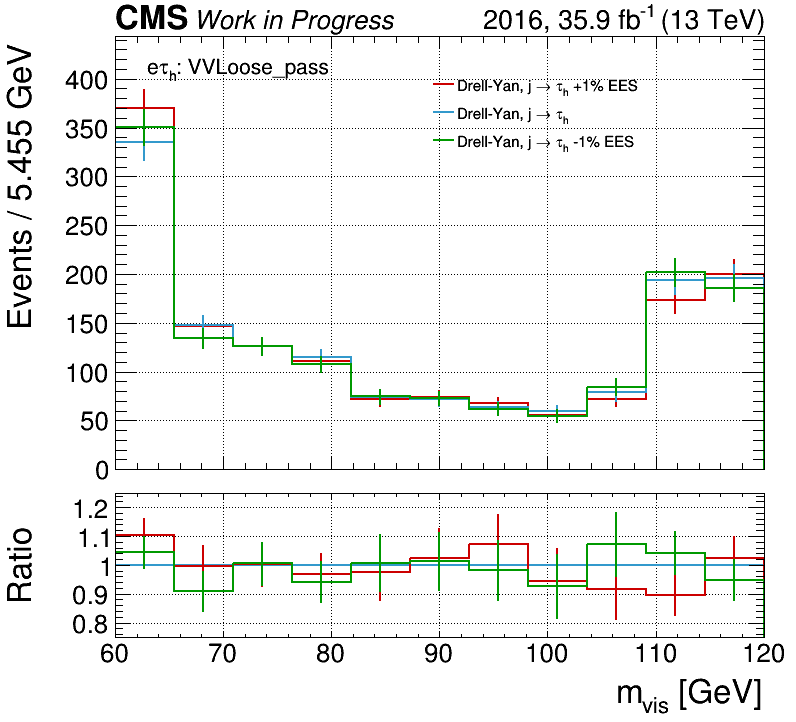 CMS Work in Progress 2016, 35.9 fb⁻¹ (13 TeV)
eτₕ: VVLoose_pass
Drell-Yan, j → τₕ +1% EES
Drell-Yan, j → τₕ
Drell-Yan, j → τₕ -1% EES
Events / 5.455 GeV
400
350
300
250
200
150
100
50
0
Ratio
1.2
1.1
1
0.9
0.8
60 70 80 90 100 110 120
m_vis [GeV]